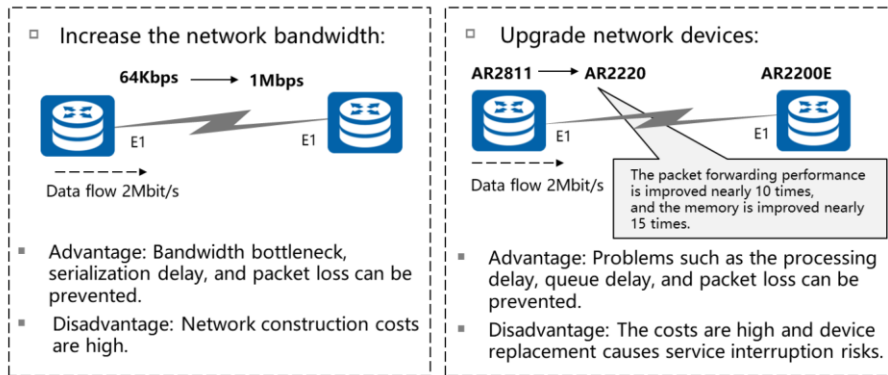 Increase the network bandwidth:
64Kbps 1Mbps
E1
E1
Data flow 2Mbit/s
Advantage: Bandwidth bottleneck,
serialization delay, and packet loss can be
prevented.
Disadvantage: Network construction costs
are high.
Upgrade network devices:
AR2811 AR2220 AR2200E
E1
E1
Data flow 2Mbit/s
The packet forwarding performance
is improved nearly 10 times,
and the memory is improved nearly
15 times.
Advantage: Problems such as the processing
delay, queue delay, and packet loss can be
prevented.
Disadvantage: The costs are high and device
replacement causes service interruption risks.